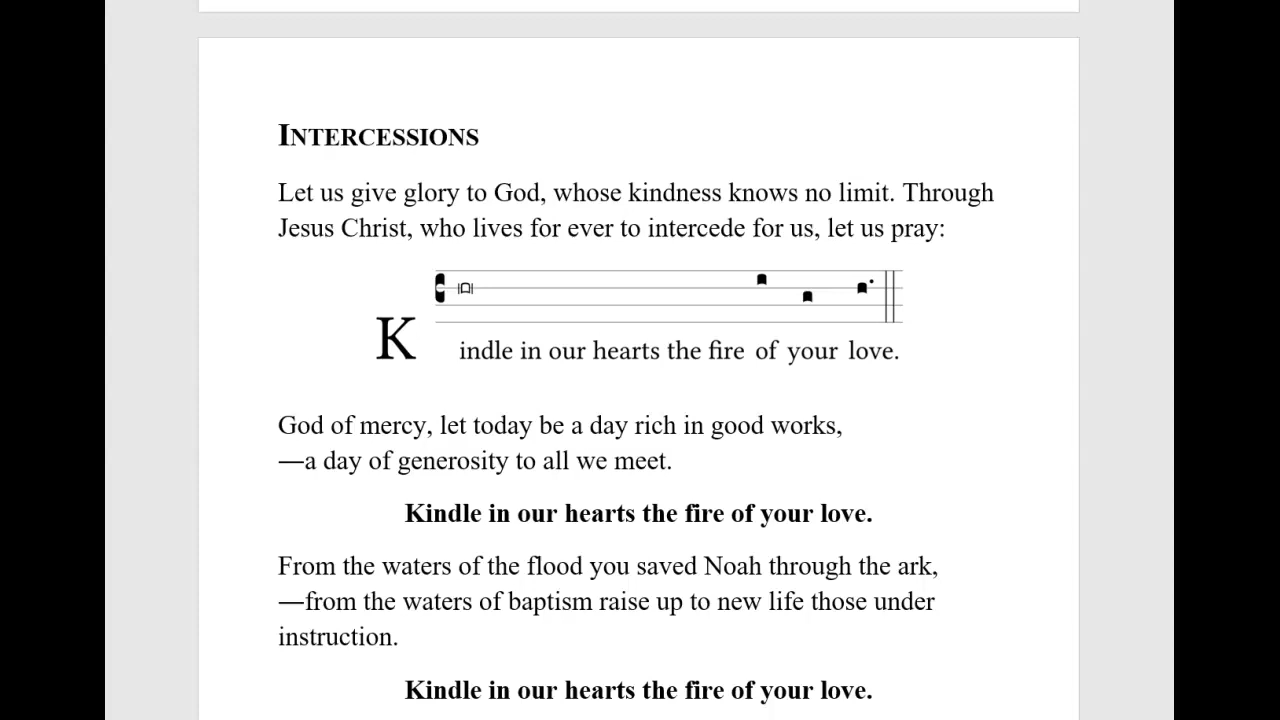 INTERCESSIONS
Let us give glory to God, whose kindness knows no limit. Through
Jesus Christ, who lives for ever to intercede for us, let us pray:
Kindle in our hearts the fire of your love.
God of mercy, let today be a day rich in good works,
—a day of generosity to all we meet.
Kindle in our hearts the fire of your love.
From the waters of the flood you saved Noah through the ark,
—from the waters of baptism raise up to new life those under
instruction.
Kindle in our hearts the fire of your love.